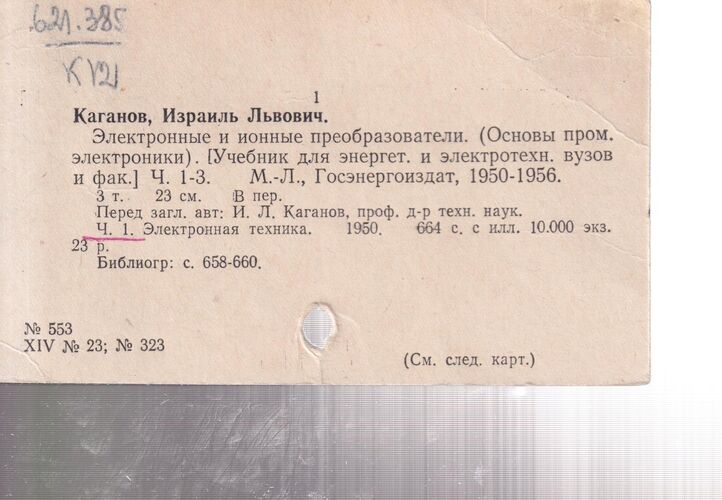 621.385
К 121
1
Каганов, Израиль Львович.
Электронные и ионные преобразователи. (Основы пром.
электроники). [Учебник для энергет. и электротехн. вузов
и фак.] Ч. 1-3. М.-Л., Госэнергоиздат, 1950-1956.
3 т. 23 см. В пер.
Перед загл. авт: И. Л. Каганов, проф. д-р техн. наук.
Ч. 1. Электронная техника. 1950. 664 с. с илл. 10.000 экз.
23 р.
Библиогр: с. 658-660.
№ 553
XIV № 23; № 323
(См. след. карт.)